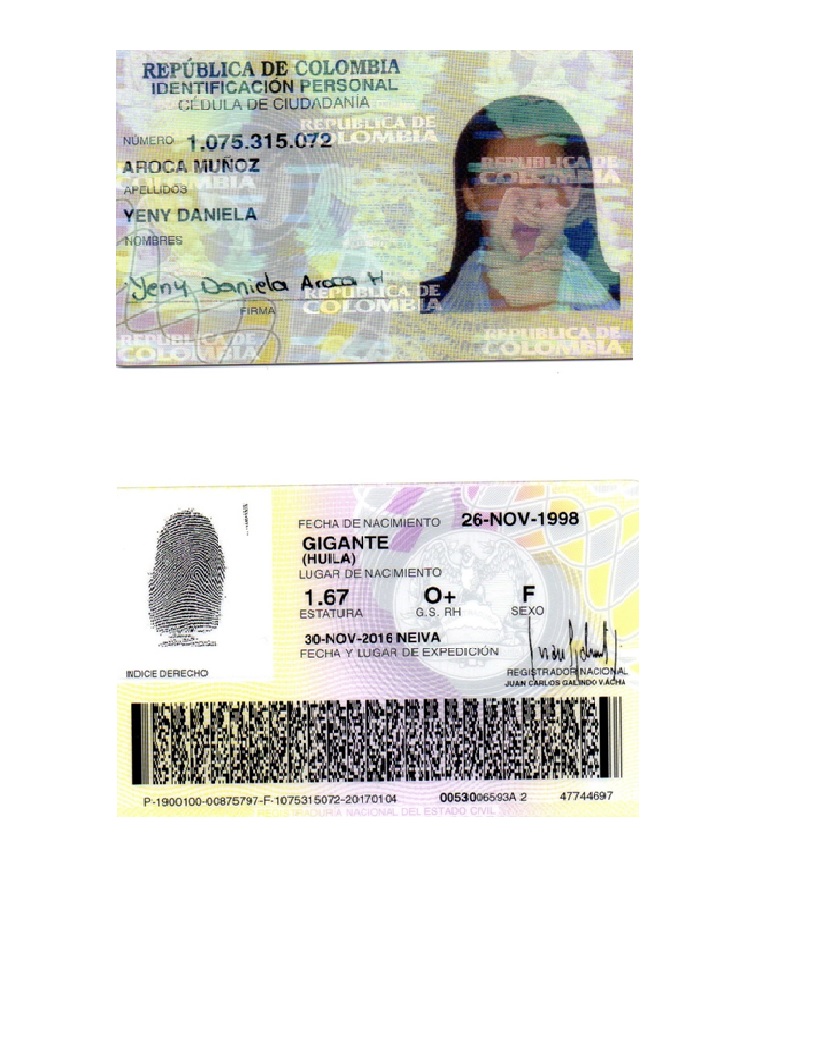 REPÚBLICA DE COLOMBIA
IDENTIFICACIÓN PERSONAL
CÉDULA DE CIUDADANÍA
REPUBLICA DE
COLOMBIA
NÚMERO 1.075.315.072
AROCA MUÑOZ
APELLIDOS
REPUBLICA DE
COLOMBIA
YENY DANIELA
NOMBRES
Yeny Daniela Aroca M
FIRMA
REPUBLICA DE
COLOMBIA
REPUBLICA DE
COLOMBIA
REPUBLICA DE
COLOMBIA
FECHA DE NACIMIENTO 26-NOV-1998
GIGANTE
(HUILA)
LUGAR DE NACIMIENTO
1.67 O+ F
ESTATURA G.S. RH SEXO
30-NOV-2016 NEIVA
FECHA Y LUGAR DE EXPEDICIÓN
INDICE DERECHO
REGISTRADOR NACIONAL
JUAN CARLOS GALINDO VÁCHA
P-1900100-00875797-F-1075315072-20170104 0053006593A 2 47744697
REGISTRADURIA NACIONAL DEL ESTADO CIVIL